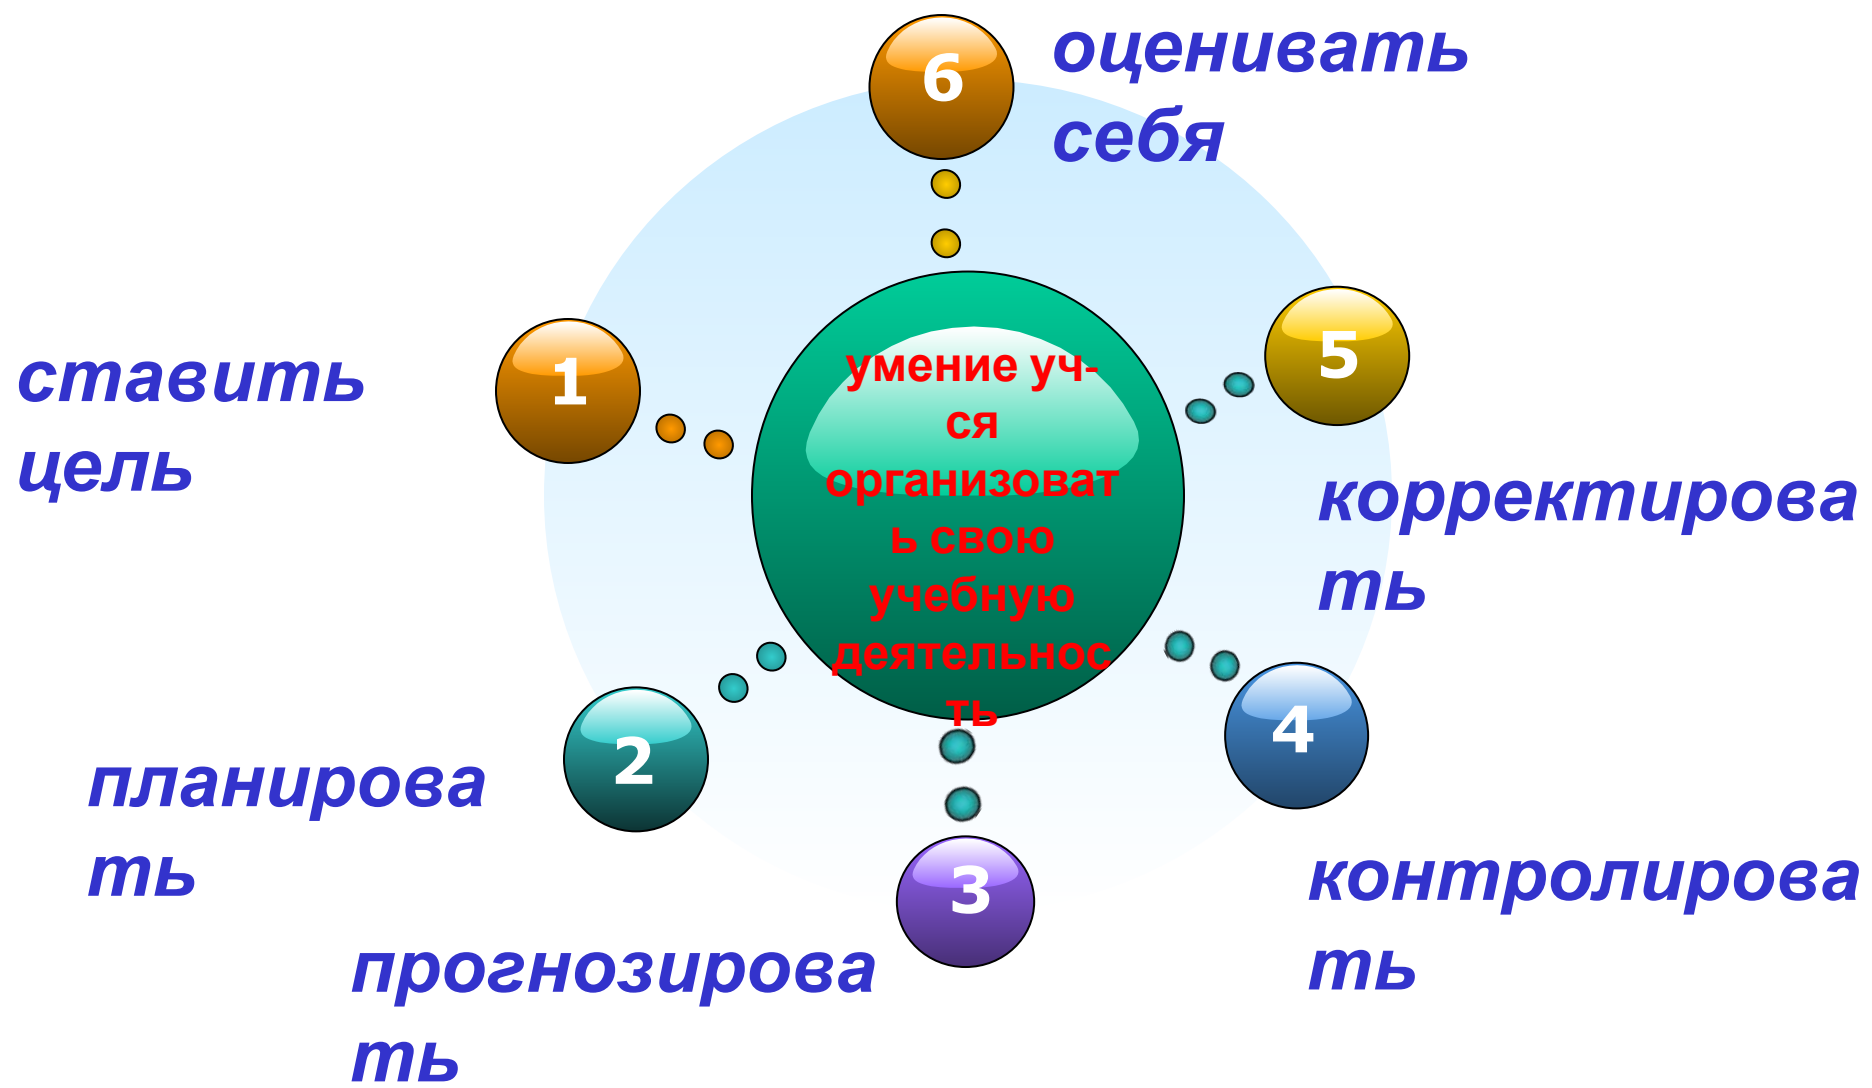 6
оценивать
себя
5
1
ставить
цель
умение уч-
ся
организоват
ь свою
учебную
деятельнос
ть
корректирова
ть
2
планирова
ть
4
контролирова
ть
3
прогнозирова
ть